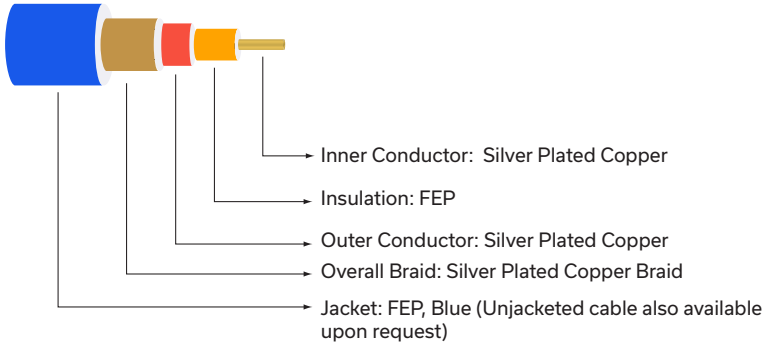 Inner Conductor: Silver Plated Copper
Insulation: FEP
Outer Conductor: Silver Plated Copper
Overall Braid: Silver Plated Copper Braid
Jacket: FEP, Blue (Unjacketed cable also available
upon request)